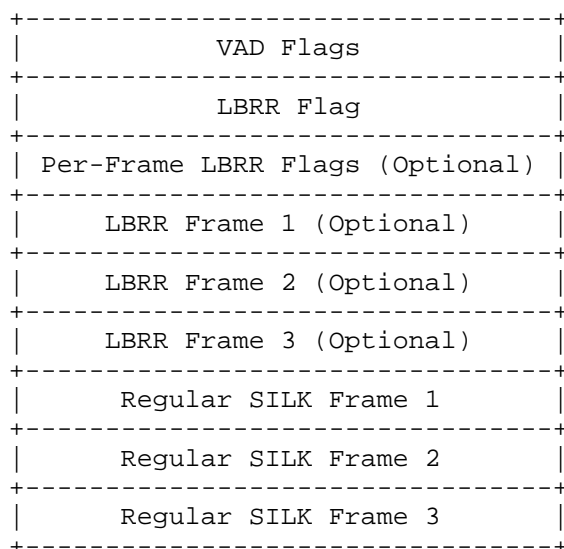 VAD Flags
LBRR Flag
Per-Frame LBRR Flags (Optional)
LBRR Frame 1 (Optional)
LBRR Frame 2 (Optional)
LBRR Frame 3 (Optional)
Regular SILK Frame 1
Regular SILK Frame 2
Regular SILK Frame 3